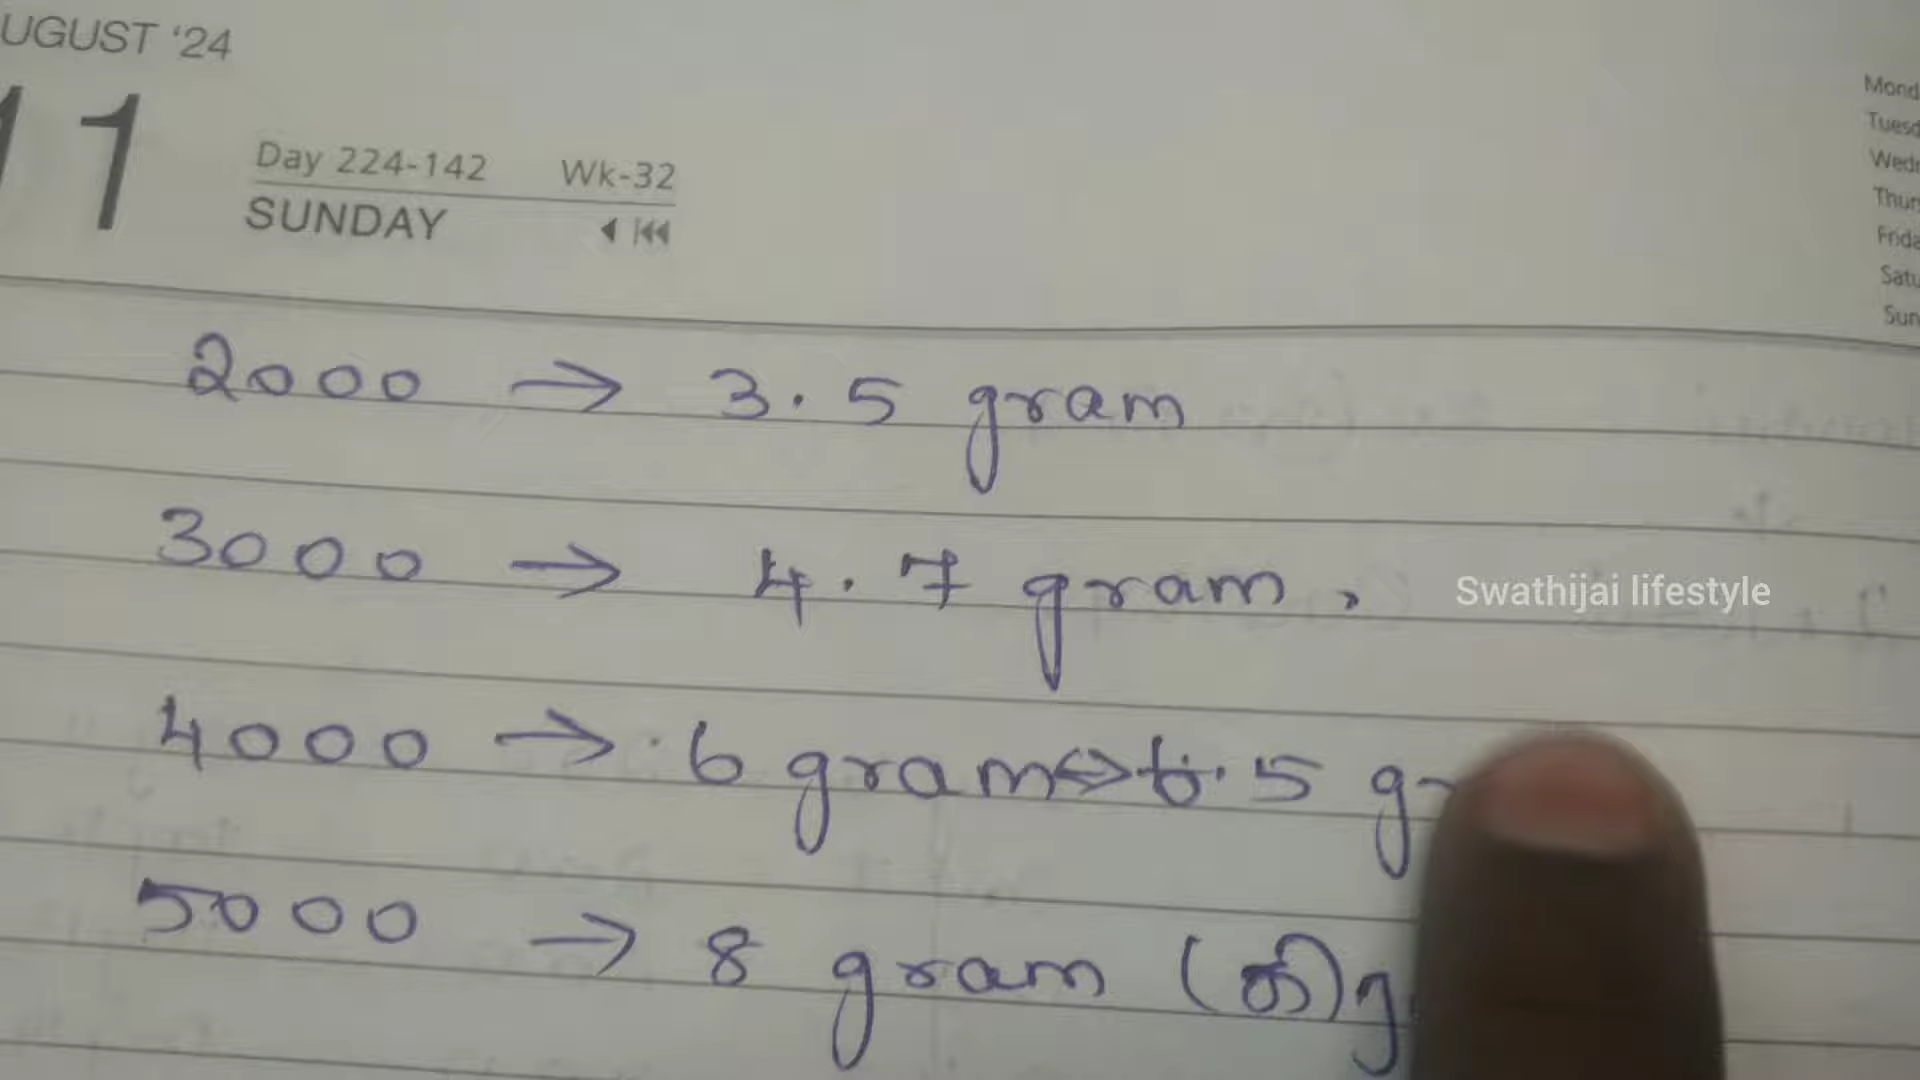 UGUST '24
11
Day 224-142 Wk-32
SUNDAY
Mond
Tuesd
Wedn
Thur
Frida
Satu
Sun
2000 → 3.5 gram
3000 → 4.7 gram.
Swathijai lifestyle
4000 → 6 gram ↔ 6.5 g
5000 → 8 gram (கி) g